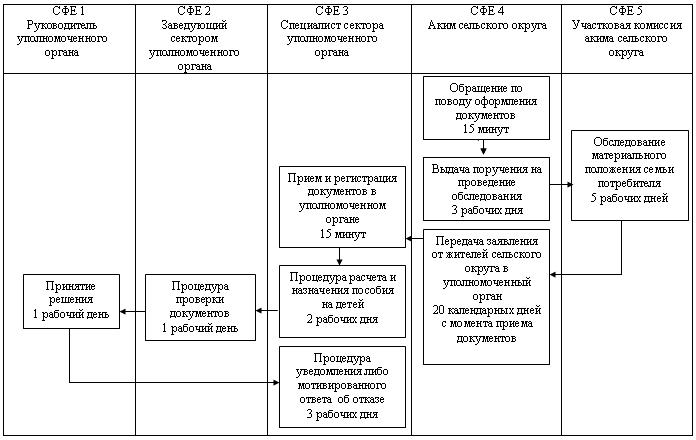 СФЕ 1
Руководитель
уполномоченного
органа
СФЕ 2
Заведующий
сектором
уполномоченного
органа
СФЕ 3
Специалист сектора
уполномоченного
органа
СФЕ 4
Аким сельского округа
СФЕ 5
Участковая комиссия
акима сельского
округа
Обращение по
поводу оформления
документов
15 минут
Выдача поручения на
проведение
обследования
3 рабочих дня
Обследование
материального
положения семьи
потребителя
5 рабочих дней
Передача заявления
от жителей сельского
округа в
уполномоченный
орган
20 календарных дней
с момента приема
документов
Прием и регистрация
документов в
уполномоченном
органе
15 минут
Процедура расчета и
назначения пособия
на детей
2 рабочих дня
Процедура
проверки
документов
1 рабочий день
Принятие
решения
1 рабочий день
Процедура
уведомления либо
мотивированного
ответа об отказе
3 рабочих дня